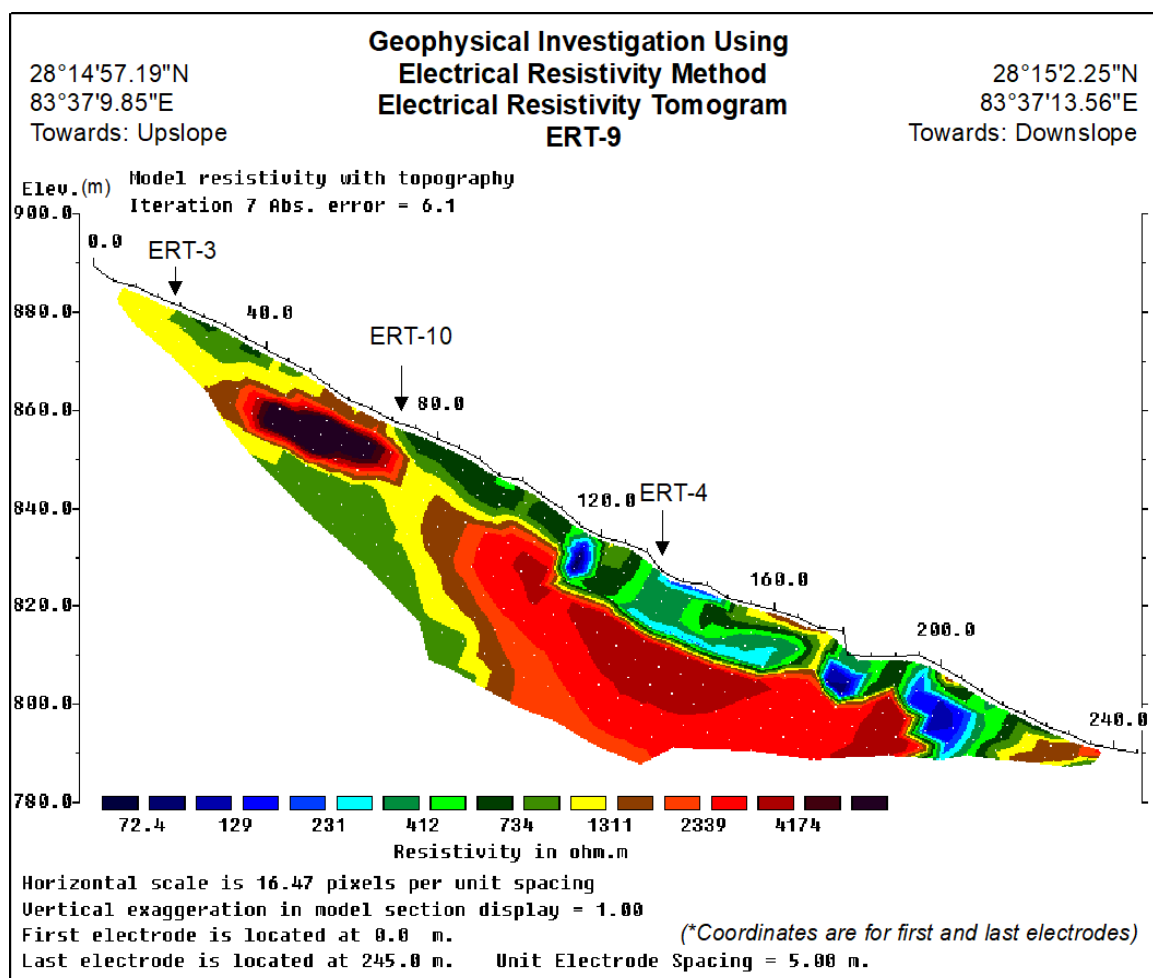 Geophysical Investigation Using
Electrical Resistivity Method
Electrical Resistivity Tomogram
ERT-9
28°14'57.19"N
83°37'9.85"E
Towards: Upslope
28°15'2.25"N
83°37'13.56"E
Towards: Downslope
Elev. (m) Model resistivity with topography
Iteration 7 Abs. error = 6.1
900.0
880.0
860.0
840.0
820.0
800.0
780.0
0.0
ERT-3
40.0
ERT-10
80.0
120.0
ERT-4
160.0
200.0
240.0
72.4 129 231 412 734 1311 2339 4174
Resistivity in ohm.m
Horizontal scale is 16.47 pixels per unit spacing
Vertical exaggeration in model section display = 1.00
First electrode is located at 0.0 m.
Last electrode is located at 245.0 m. Unit Electrode Spacing = 5.00 m.
(*Coordinates are for first and last electrodes)